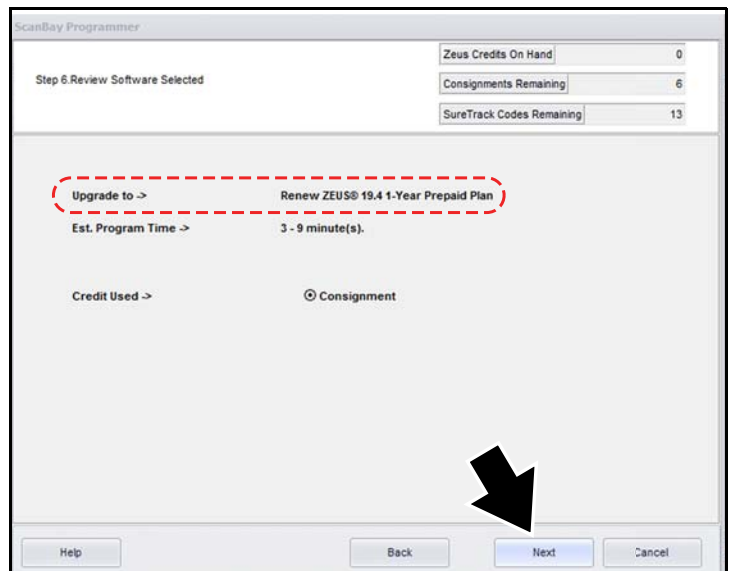 ScanBay Programmer
Step 6.Review Software Selected
Zeus Credits On Hand 0
Consignments Remaining 6
SureTrack Codes Remaining 13
Upgrade to -> Renew ZEUS® 19.4 1-Year Prepaid Plan
Est. Program Time -> 3 - 9 minute(s).
Credit Used -> Consignment
Help Back Next Cancel